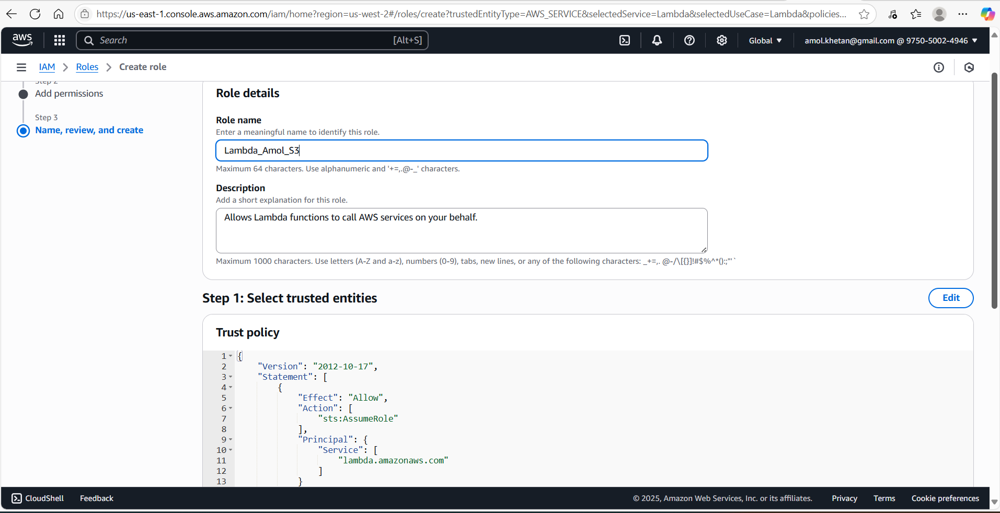 https://us-east-1.console.aws.amazon.com/iam/home?region=us-west-2#/roles/create?trustedEntityType=AWS_SERVICE&selectedService=Lambda&selectedUseCase=Lambda&policies...
aws
Search
[Alt+S]
Global
amol.khetan@gmail.com @ 9750-5002-4946
IAM
Roles
Create role
Step 2
Add permissions
Step 3
Name, review, and create
Role details
Role name
Enter a meaningful name to identify this role.
Lambda_Amol_S3
Maximum 64 characters. Use alphanumeric and '+=,.@-_' characters.
Description
Add a short explanation for this role.
Allows Lambda functions to call AWS services on your behalf.
Maximum 1000 characters. Use letters (A-Z and a-z), numbers (0-9), tabs, new lines, or any of the following characters: _+=,. @-/\[{}]!#$%^*();:"'`
Step 1: Select trusted entities
Edit
Trust policy
1 {
2 "Version": "2012-10-17",
3 "Statement": [
4 {
5 "Effect": "Allow",
6 "Action": [
7 "sts:AssumeRole"
8 ],
9 "Principal": {
10 "Service": [
11 "lambda.amazonaws.com"
12 ]
13 }
CloudShell
Feedback
© 2025, Amazon Web Services, Inc. or its affiliates.
Privacy
Terms
Cookie preferences